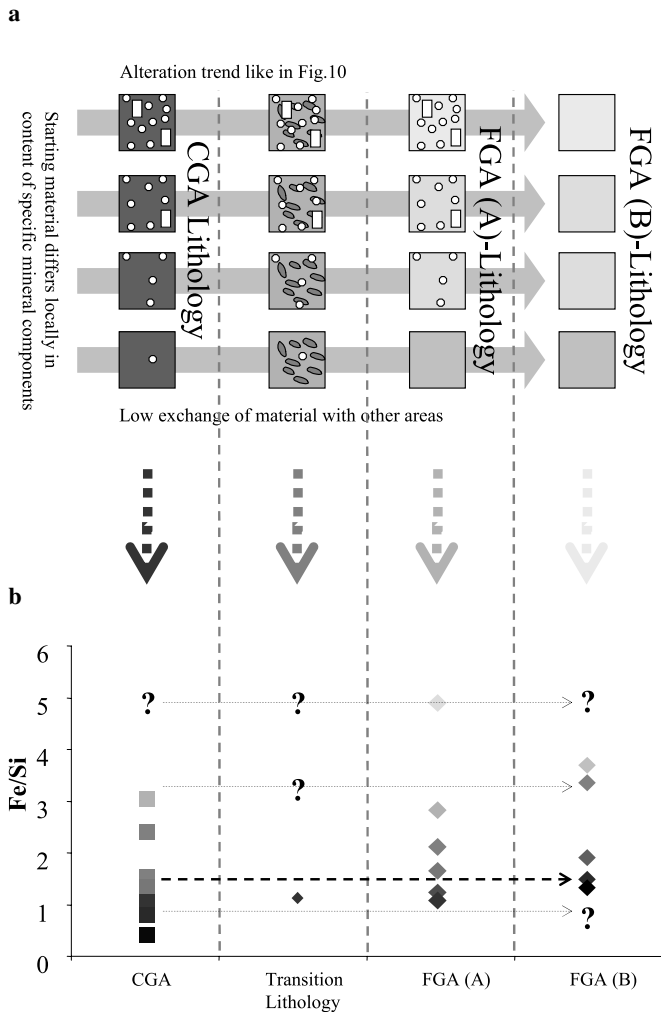 a
Alteration trend like in Fig.10
Starting material differs locally in
content of specific mineral components
CGA Lithology
FGA (A)-Lithology
FGA (B)-Lithology
Low exchange of material with other areas
b
Fe/Si
6
5
4
3
2
1
0
?
?
?
?
?
CGA
Transition
Lithology
FGA (A)
FGA (B)